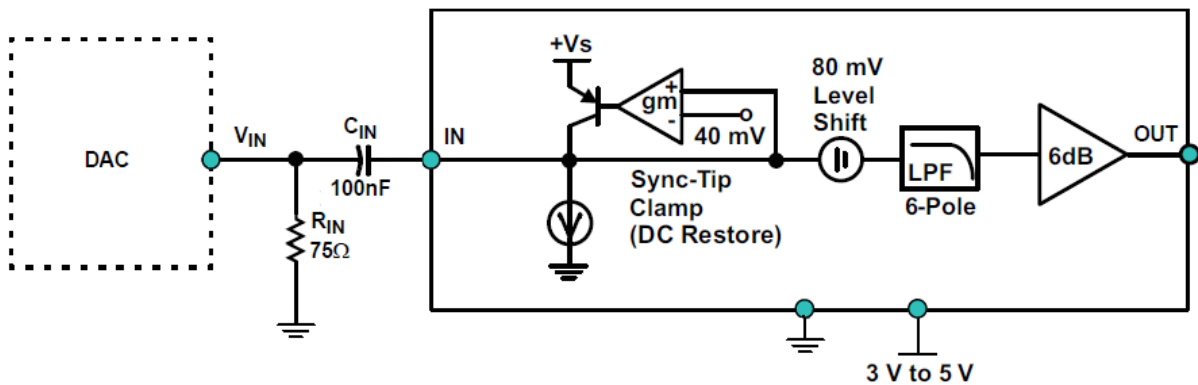 +Vs
80 mV
Level
Shift
gm
+
-
40 mV
DAC
VIN
CIN
100nF
IN
RIN
75Ω
Sync-Tip
Clamp
(DC Restore)
LPF
6-Pole
6dB
OUT
3 V to 5 V